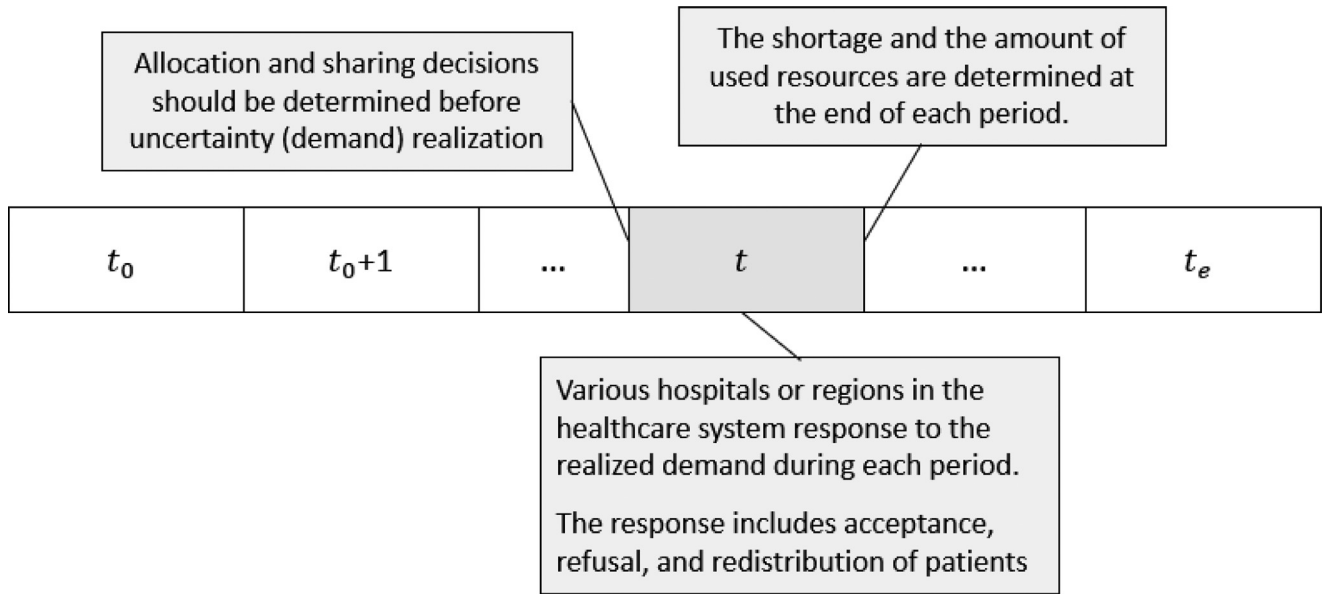 Allocation and sharing decisions
should be determined before
uncertainty (demand) realization
The shortage and the amount of
used resources are determined at
the end of each period.
t₀
t₀+1
...
t
...
tₑ
Various hospitals or regions in the
healthcare system response to the
realized demand during each period.
The response includes acceptance,
refusal, and redistribution of patients